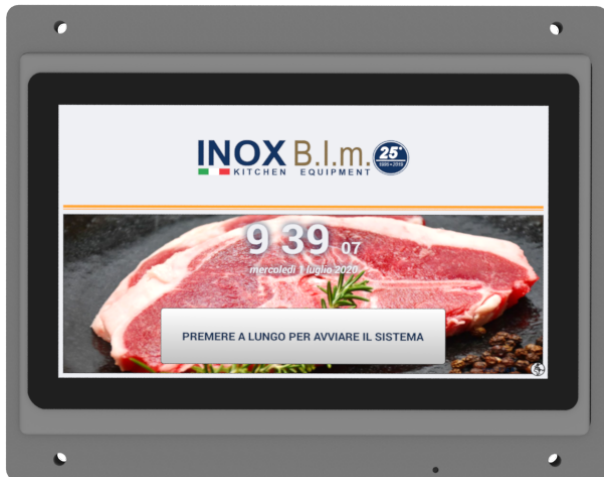 INOX B.I.m. 25°
KITCHEN EQUIPMENT
9 39 07
mercoledì 1 luglio 2020
PREMERE A LUNGO PER AVVIARE IL SISTEMA